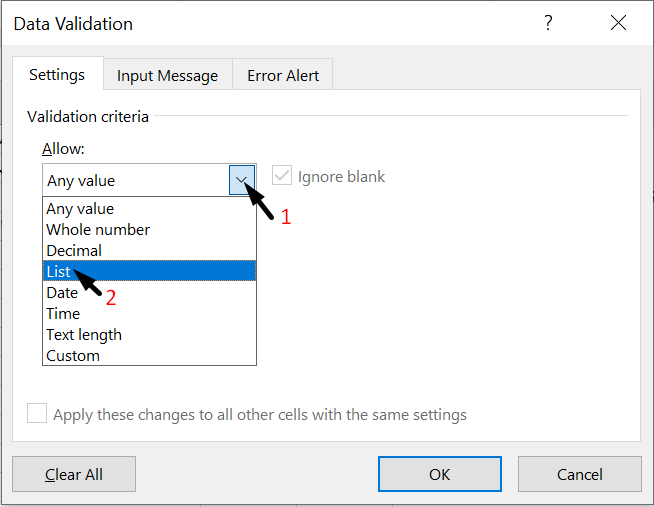 Data Validation ?
Settings Input Message Error Alert
Validation criteria
Allow:
Any value Ignore blank
1
Any value
Whole number
Decimal
List
Date 2
Time
Text length
Custom
Apply these changes to all other cells with the same settings
Clear All OK Cancel